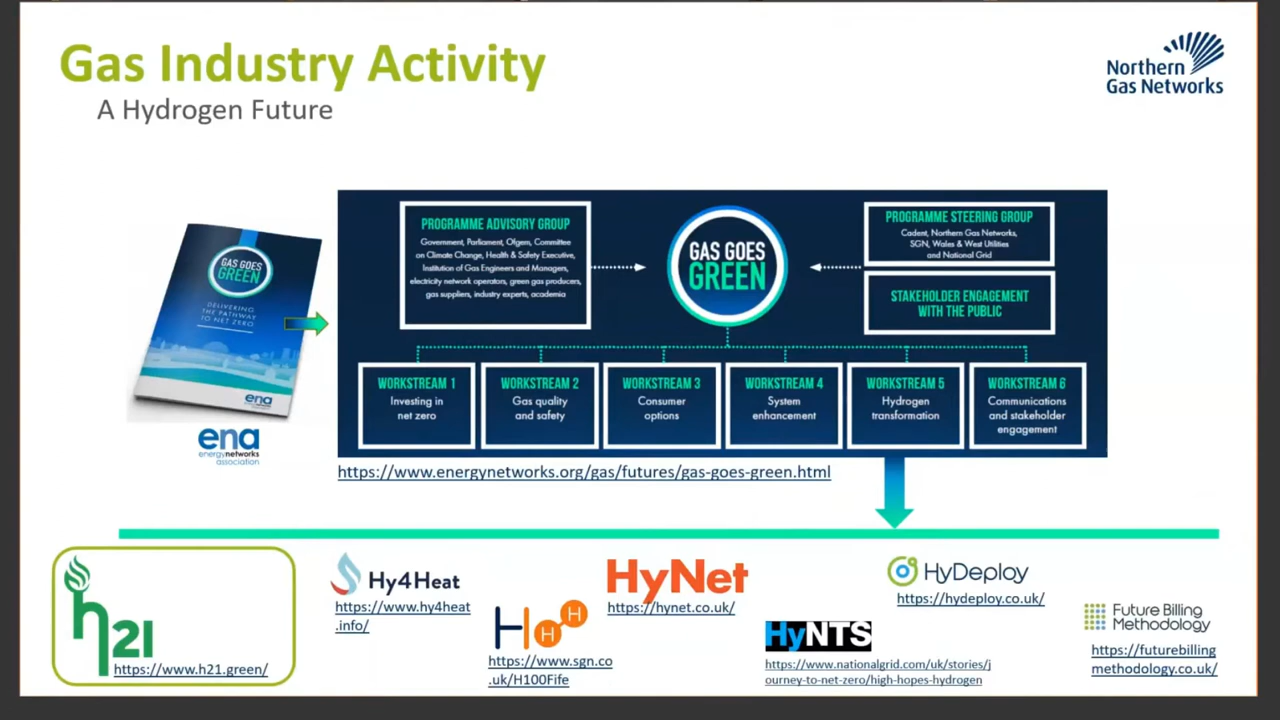 Gas Industry Activity
A Hydrogen Future
Northern
Gas Networks
GAS GOES
GREEN
DELIVERING
THE PATHWAY
TO NET ZERO
ena
ena
energynetworks
association
PROGRAMME ADVISORY GROUP
Government, Parliament, Ofgem, Committee
on Climate Change, Health & Safety Executive,
Institution of Gas Engineers and Managers,
electricity network operators, green gas producers,
gas suppliers, industry experts, academia
GAS GOES
GREEN
PROGRAMME STEERING GROUP
Cadent, Northern Gas Networks,
SGN, Wales & West Utilities
and National Grid
STAKEHOLDER ENGAGEMENT
WITH THE PUBLIC
WORKSTREAM 1
Investing in
net zero
WORKSTREAM 2
Gas quality
and safety
WORKSTREAM 3
Consumer
options
WORKSTREAM 4
System
enhancement
WORKSTREAM 5
Hydrogen
transformation
WORKSTREAM 6
Communications
and stakeholder
engagement
https://www.energynetworks.org/gas/futures/gas-goes-green.html
h21
https://www.h21.green/
Hy4Heat
https://www.hy4heat
.info/
H H H
https://www.sgn.co
.uk/H100Fife
HyNet
https://hynet.co.uk/
HyNTS
https://www.nationalgrid.com/uk/stories/j
ourney-to-net-zero/high-hopes-hydrogen
HyDeploy
https://hydeploy.co.uk/
Future Billing
Methodology
https://futurebilling
methodology.co.uk/